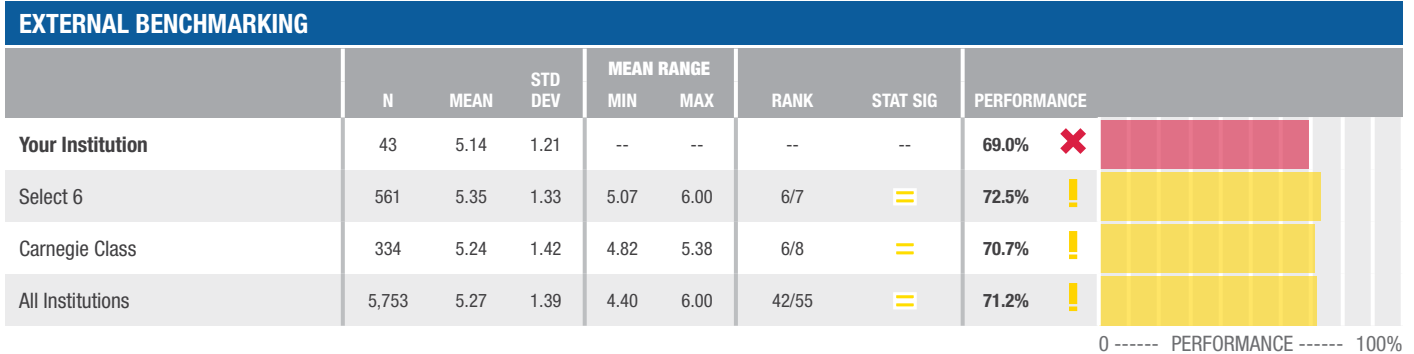 EXTERNAL BENCHMARKING
N MEAN STD DEV MEAN RANGE MIN MAX RANK STAT SIG PERFORMANCE
Your Institution 43 5.14 1.21 -- -- -- -- 69.0%
Select 6 561 5.35 1.33 5.07 6.00 6/7 = 72.5% !
Carnegie Class 334 5.24 1.42 4.82 5.38 6/8 = 70.7% !
All Institutions 5,753 5.27 1.39 4.40 6.00 42/55 = 71.2% !
0 ------ PERFORMANCE ------ 100%